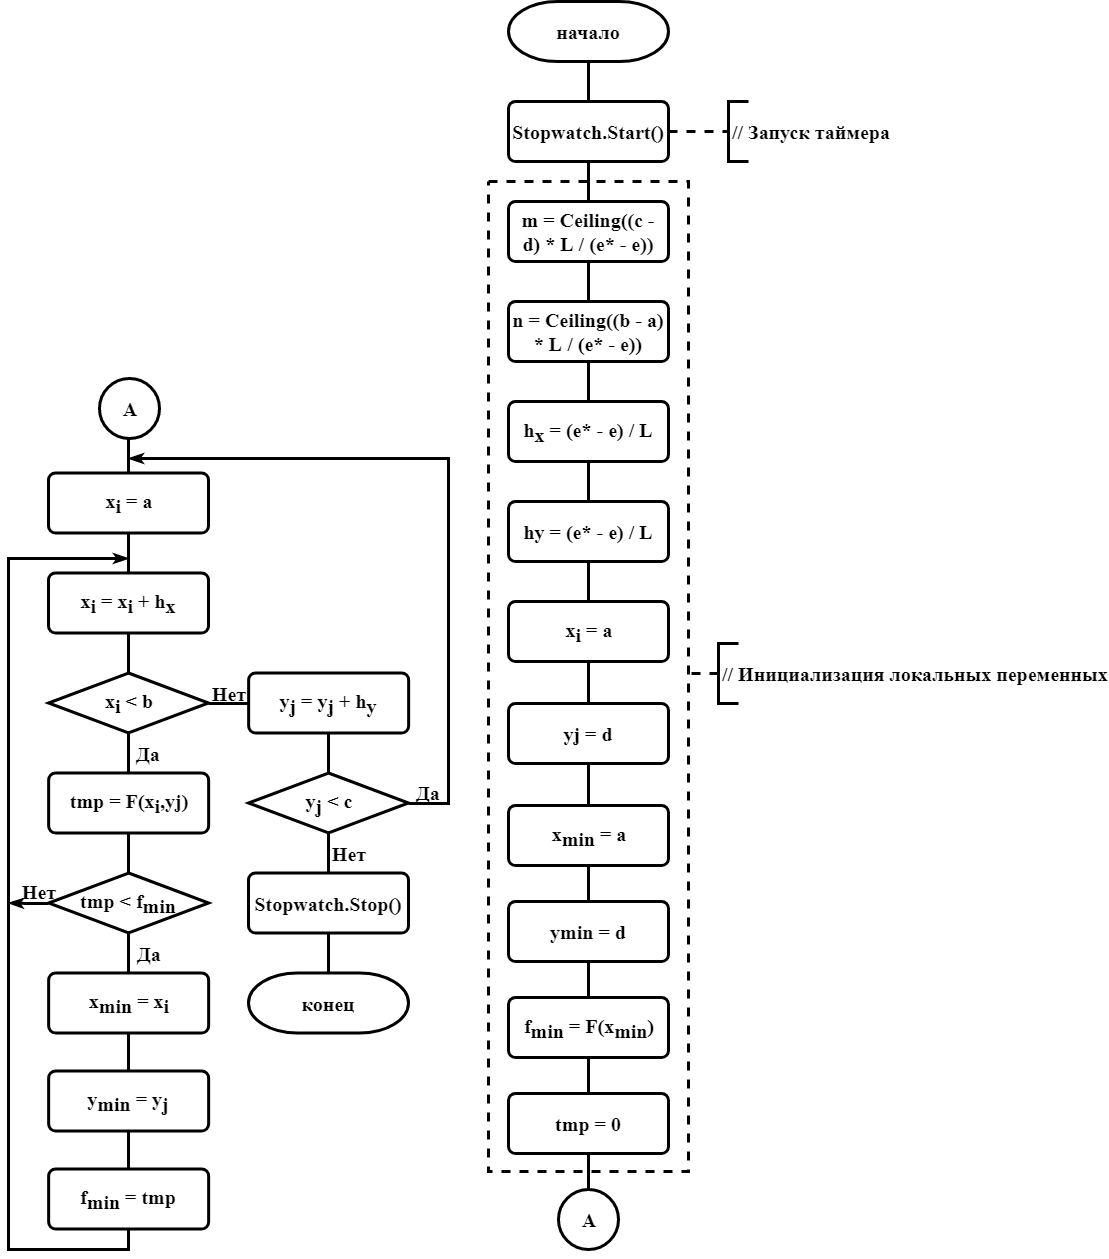 начало
Stopwatch.Start()
// Запуск таймера
m = Ceiling((c -
d) * L / (e* - e))
n = Ceiling((b - a)
* L / (e* - e))
hx = (e* - e) / L
hy = (e* - e) / L
xi = a
// Инициализация локальных переменных
yj = d
xmin = a
ymin = d
fmin = F(xmin)
tmp = 0
A
A
xi = a
xi = xi + hx
xi < b
Нет
Да
yj = yj + hy
tmp = F(xi,yj)
yj < c
Да
Нет
tmp < fmin
Нет
Да
Stopwatch.Stop()
xmin = xi
конец
ymin = yj
fmin = tmp